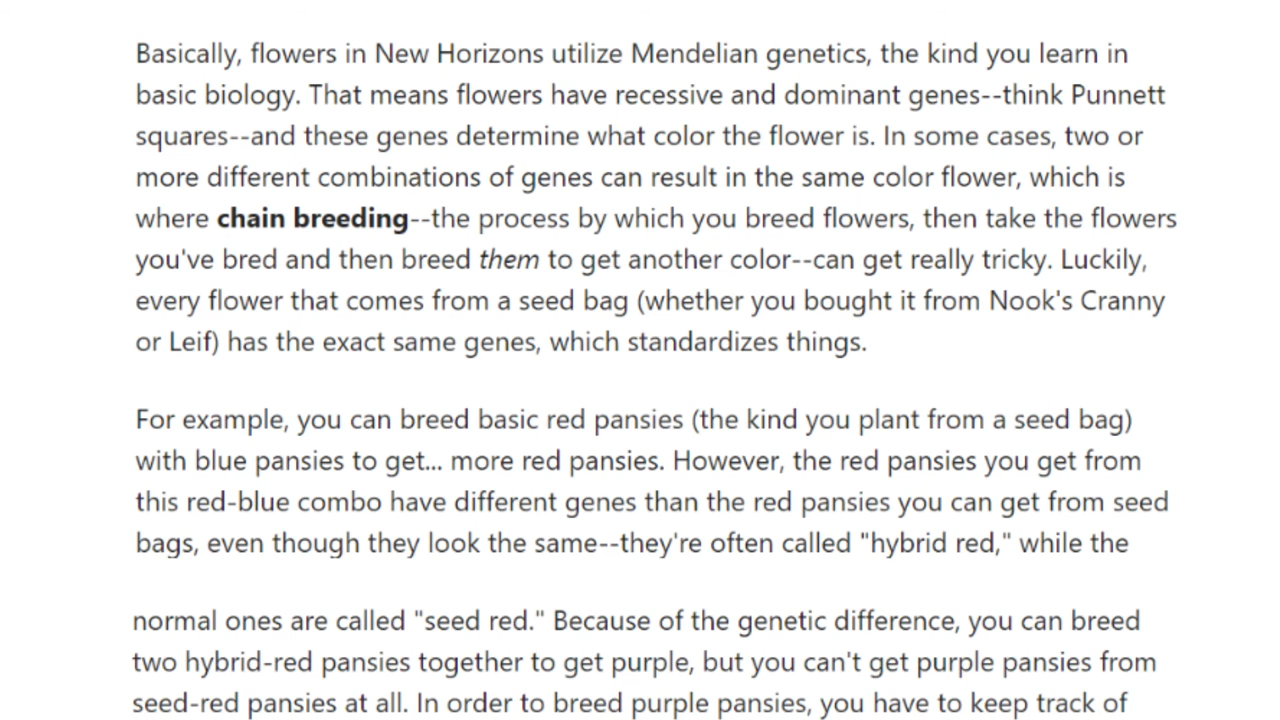 Basically, flowers in New Horizons utilize Mendelian genetics, the kind you learn in
basic biology. That means flowers have recessive and dominant genes--think Punnett
squares--and these genes determine what color the flower is. In some cases, two or
more different combinations of genes can result in the same color flower, which is
where chain breeding--the process by which you breed flowers, then take the flowers
you've bred and then breed them to get another color--can get really tricky. Luckily,
every flower that comes from a seed bag (whether you bought it from Nook's Cranny
or Leif) has the exact same genes, which standardizes things.
For example, you can breed basic red pansies (the kind you plant from a seed bag)
with blue pansies to get... more red pansies. However, the red pansies you get from
this red-blue combo have different genes than the red pansies you can get from seed
bags, even though they look the same--they're often called "hybrid red," while the
normal ones are called "seed red." Because of the genetic difference, you can breed
two hybrid-red pansies together to get purple, but you can't get purple pansies from
seed-red pansies at all. In order to breed purple pansies, you have to keep track of